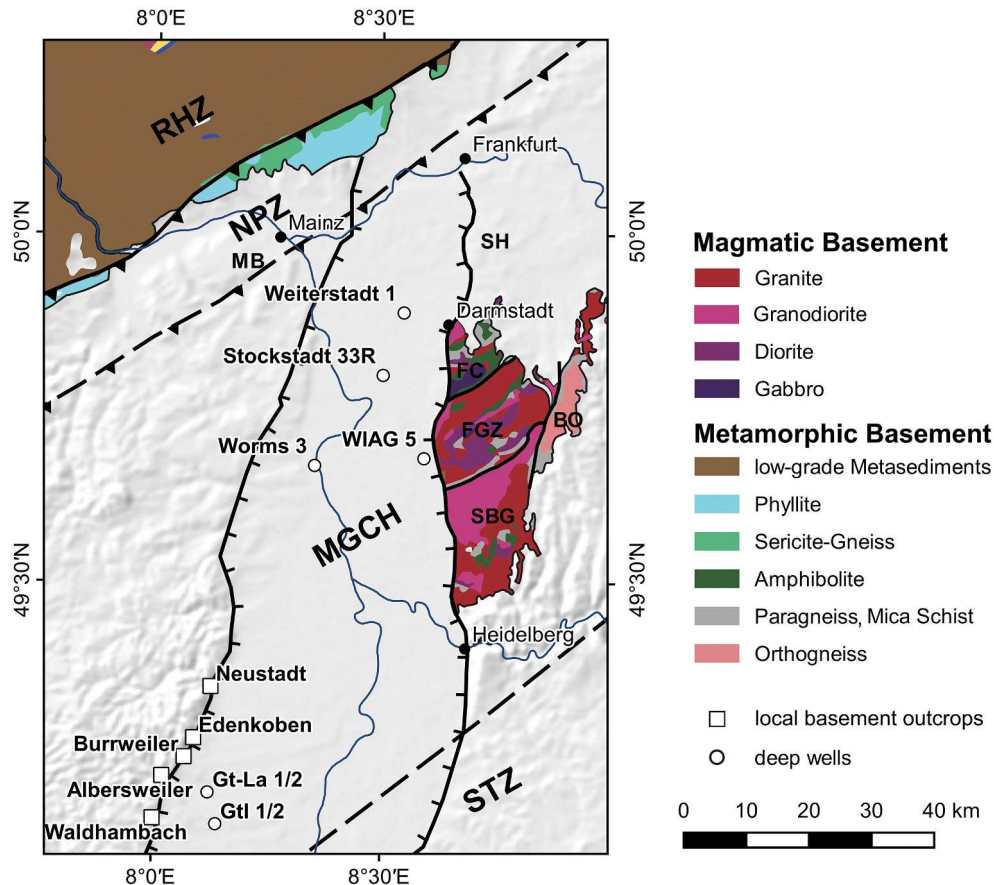 8°0'E
8°30'E
50°0'N
49°30'N
RHZ
Frankfurt
NPZ
Mainz
MB
SH
Weiterstadt 1
Darmstadt
Stockstadt 33R
FC
BO
FGZ
Worms 3
WIAG 5
SBG
MGCH
Heidelberg
Neustadt
Edenkoben
Burrweiler
Gt-La 1/2
Albersweiler
Gtl 1/2
STZ
Waldhambach
50°0'N
49°30'N
8°0'E
8°30'E
Magmatic Basement
Granite
Granodiorite
Diorite
Gabbro
Metamorphic Basement
low-grade Metasediments
Phyllite
Sericite-Gneiss
Amphibolite
Paragneiss, Mica Schist
Orthogneiss
local basement outcrops
deep wells
0 10 20 30 40 km